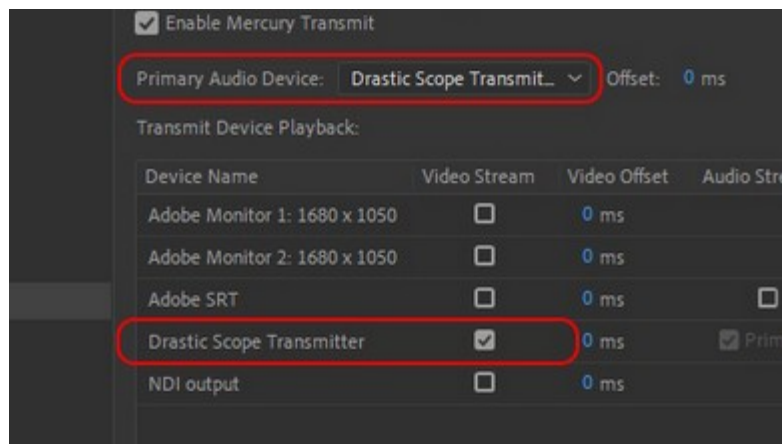 Enable Mercury Transmit
Primary Audio Device: Drastic Scope Transmit... Offset: 0 ms
Transmit Device Playback:
Device Name Video Stream Video Offset Audio Stre
Adobe Monitor 1: 1680 x 1050 0 ms
Adobe Monitor 2: 1680 x 1050 0 ms
Adobe SRT 0 ms
Drastic Scope Transmitter 0 ms Prim
NDI output 0 ms